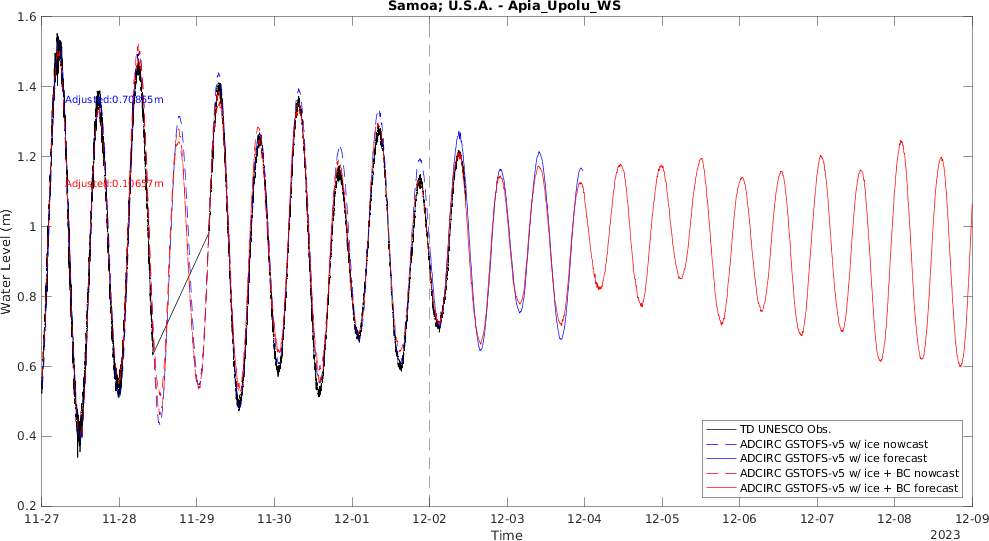 Samoa; U.S.A. - Apia_Upolu_WS
1.6
1.4
1.2
1
0.8
0.6
0.4
0.2
Water Level (m)
Adjusted:0.70865m
Adjusted:0.10657m
TD UNESCO Obs.
ADCIRC GSTOFS-v5 w/ ice nowcast
ADCIRC GSTOFS-v5 w/ ice forecast
ADCIRC GSTOFS-v5 w/ ice + BC nowcast
ADCIRC GSTOFS-v5 w/ ice + BC forecast
11-27 11-28 11-29 11-30 12-01 12-02 12-03 12-04 12-05 12-06 12-07 12-08 12-09
Time
2023